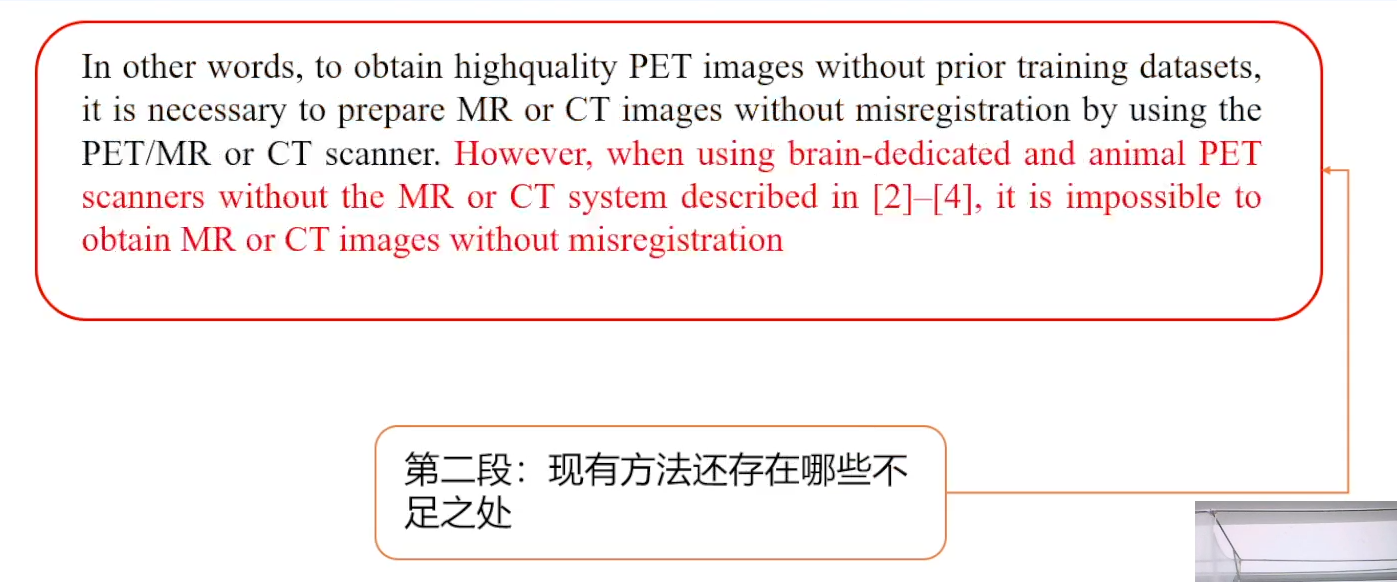 In other words, to obtain highquality PET images without prior training datasets,
it is necessary to prepare MR or CT images without misregistration by using the
PET/MR or CT scanner. However, when using brain-dedicated and animal PET
scanners without the MR or CT system described in [2]–[4], it is impossible to
obtain MR or CT images without misregistration
第二段：现有方法还存在哪些不
足之处